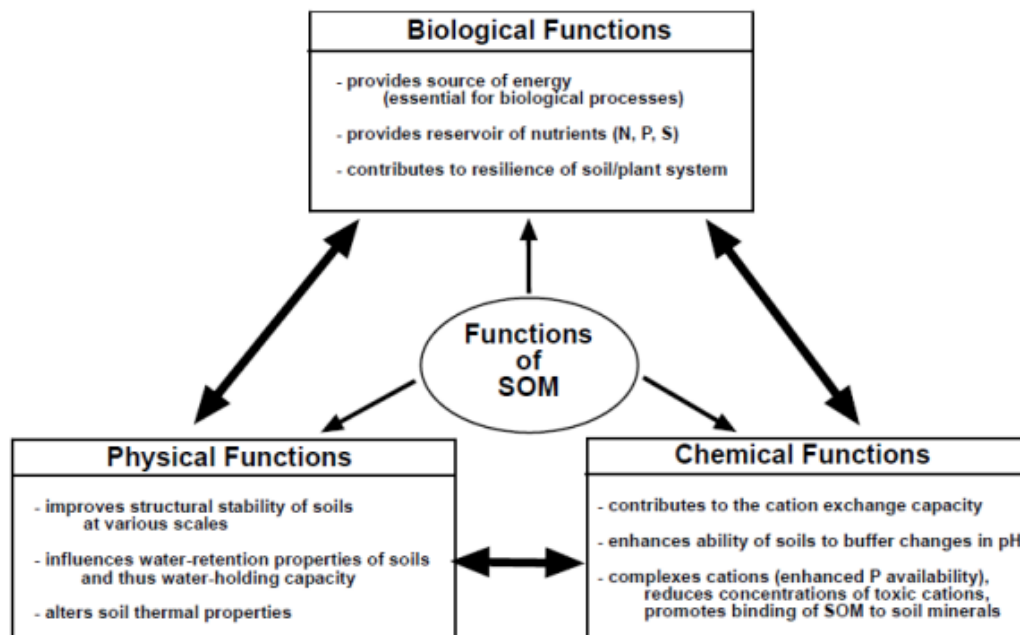 Biological Functions
- provides source of energy
(essential for biological processes)
- provides reservoir of nutrients (N, P, S)
- contributes to resilience of soil/plant system
Functions
of
SOM
Physical Functions
- improves structural stability of soils
at various scales
- influences water-retention properties of soils
and thus water-holding capacity
- alters soil thermal properties
Chemical Functions
- contributes to the cation exchange capacity
- enhances ability of soils to buffer changes in pH
- complexes cations (enhanced P availability),
reduces concentrations of toxic cations,
promotes binding of SOM to soil minerals